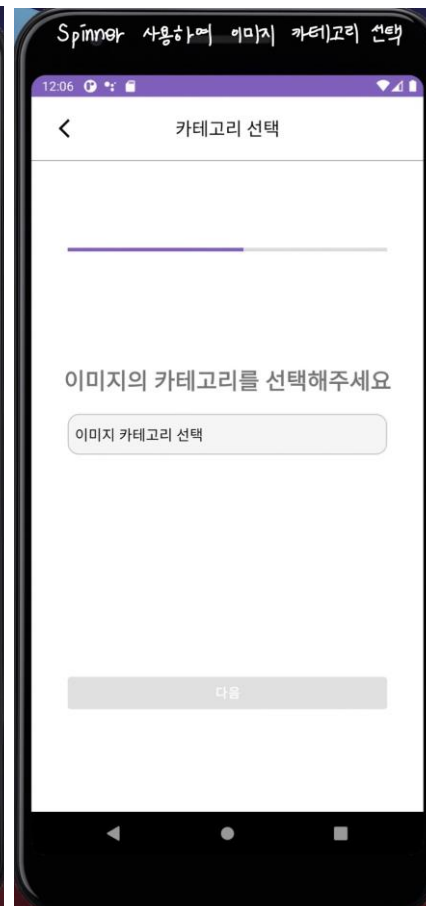 Spinner 사용하며 이미지 카테고리 선택
12:06
카테고리 선택
이미지의 카테고리를 선택해주세요
이미지 카테고리 선택
다음